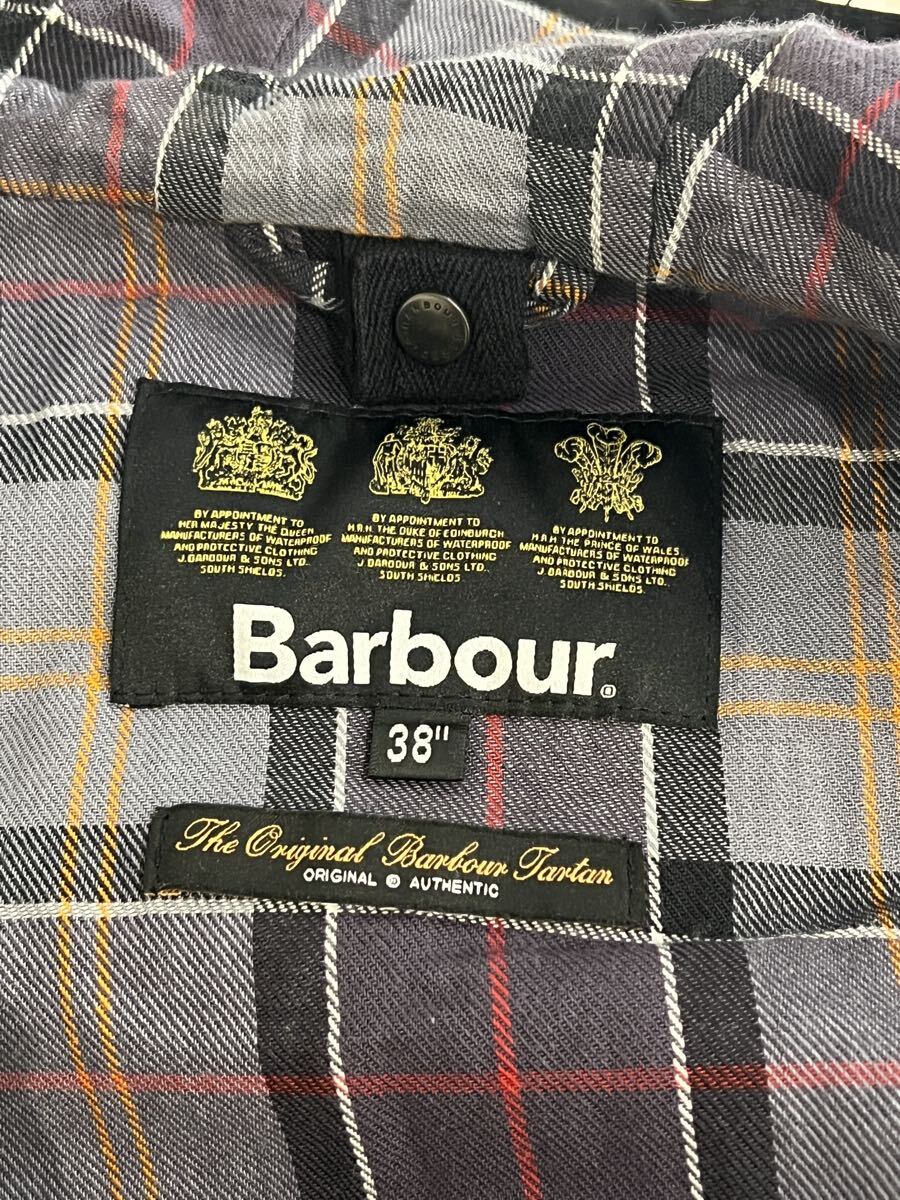 BARBOUR
BY APPOINTMENT TO
HER MAJESTY THE QUEEN
MANUFACTURERS OF WATERPROOF
AND PROTECTIVE CLOTHING
J. BARBOUR & SONS LTD.
SOUTH SHIELDS.
BY APPOINTMENT TO
H.R.H. THE DUKE OF EDINBURGH
MANUFACTURERS OF WATERPROOF
AND PROTECTIVE CLOTHING
J. BARBOUR & SONS LTD.
SOUTH SHIELDS.
BY APPOINTMENT TO
H.R.H. THE PRINCE OF WALES
MANUFACTURERS OF WATERPROOF
AND PROTECTIVE CLOTHING
J. BARBOUR & SONS LTD.
SOUTH SHIELDS.
Barbour®
38"
The Original Barbour Tartan
ORIGINAL © AUTHENTIC